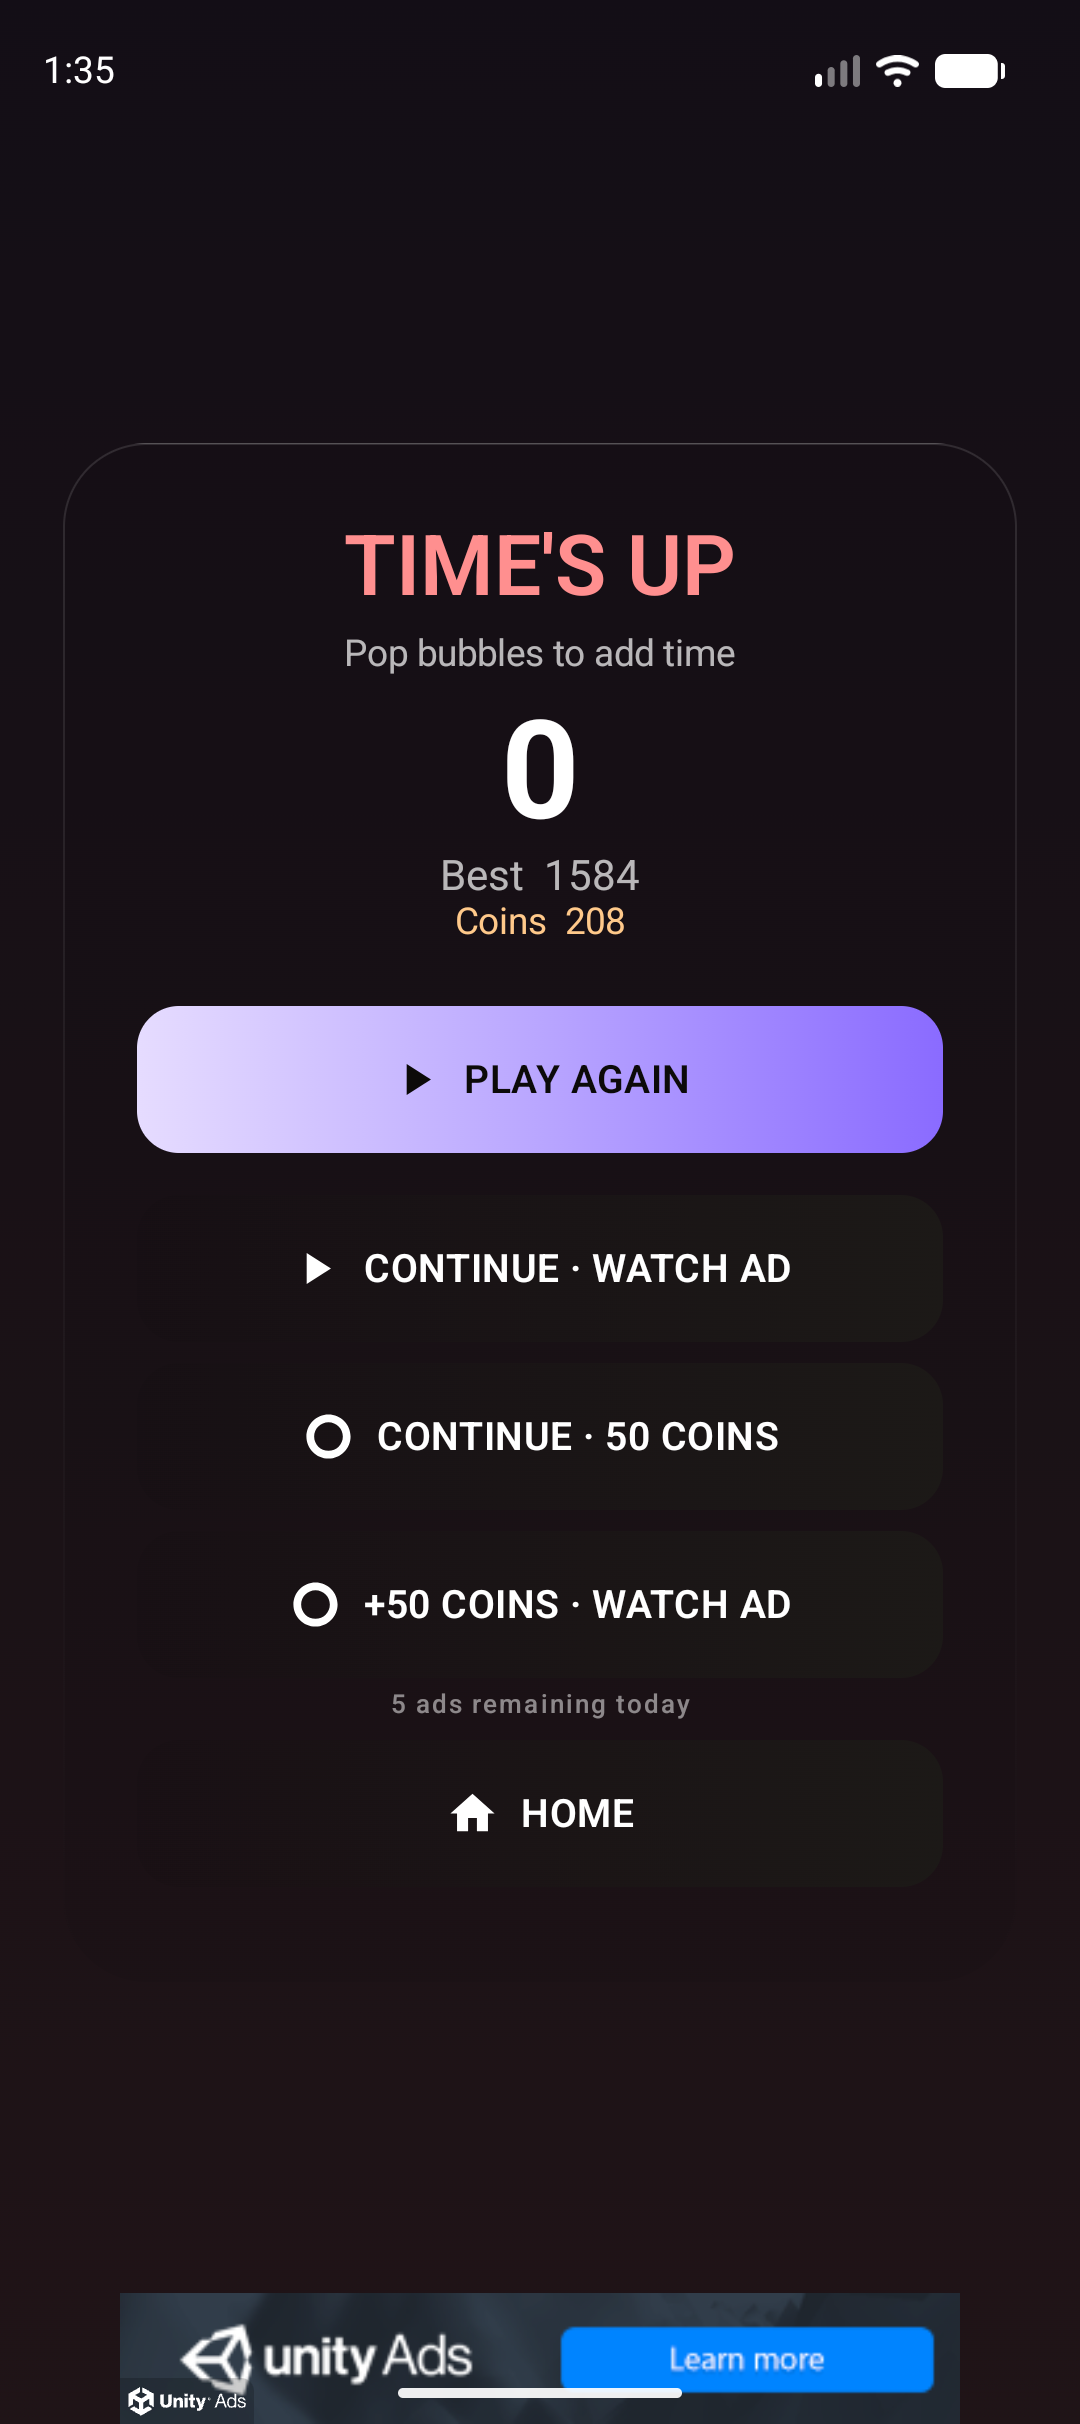 1:35
TIME'S UP
Pop bubbles to add time
0
Best 1584
Coins 208
PLAY AGAIN
CONTINUE · WATCH AD
CONTINUE · 50 COINS
+50 COINS · WATCH AD
5 ads remaining today
HOME
unity Ads
Learn more
Unity Ads